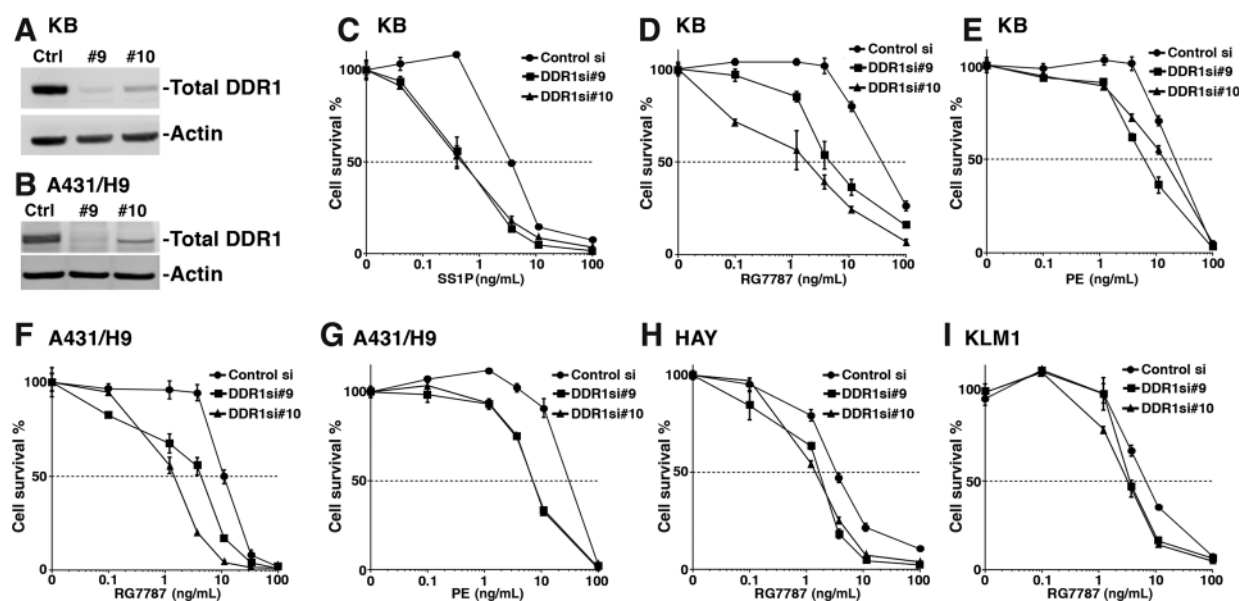 A KB
Ctrl #9 #10
-Total DDR1
-Actin
B A431/H9
Ctrl #9 #10
-Total DDR1
-Actin
C KB
Control si
DDR1si#9
DDR1si#10
Cell survival %
100
50
0
0 0.1 1 10 100
SS1P(ng/mL)
D KB
Control si
DDR1si#9
DDR1si#10
Cell survival %
100
50
0
0 0.1 1 10 100
RG7787 (ng/mL)
E KB
Control si
DDR1si#9
DDR1si#10
Cell survival %
100
50
0
0 0.1 1 10 100
PE (ng/mL)
F A431/H9
Control si
DDR1si#9
DDR1si#10
Cell survival %
100
50
0
0 0.1 1 10 100
RG7787 (ng/mL)
G A431/H9
Control si
DDR1si#9
DDR1si#10
Cell survival %
100
50
0
0 0.1 1 10 100
PE (ng/mL)
H HAY
Control si
DDR1si#9
DDR1si#10
Cell survival %
100
50
0
0 0.1 1 10 100
RG7787 (ng/mL)
I KLM1
Control si
DDR1si#9
DDR1si#10
Cell survival %
100
50
0
0 0.1 1 10 100
RG7787 (ng/mL)